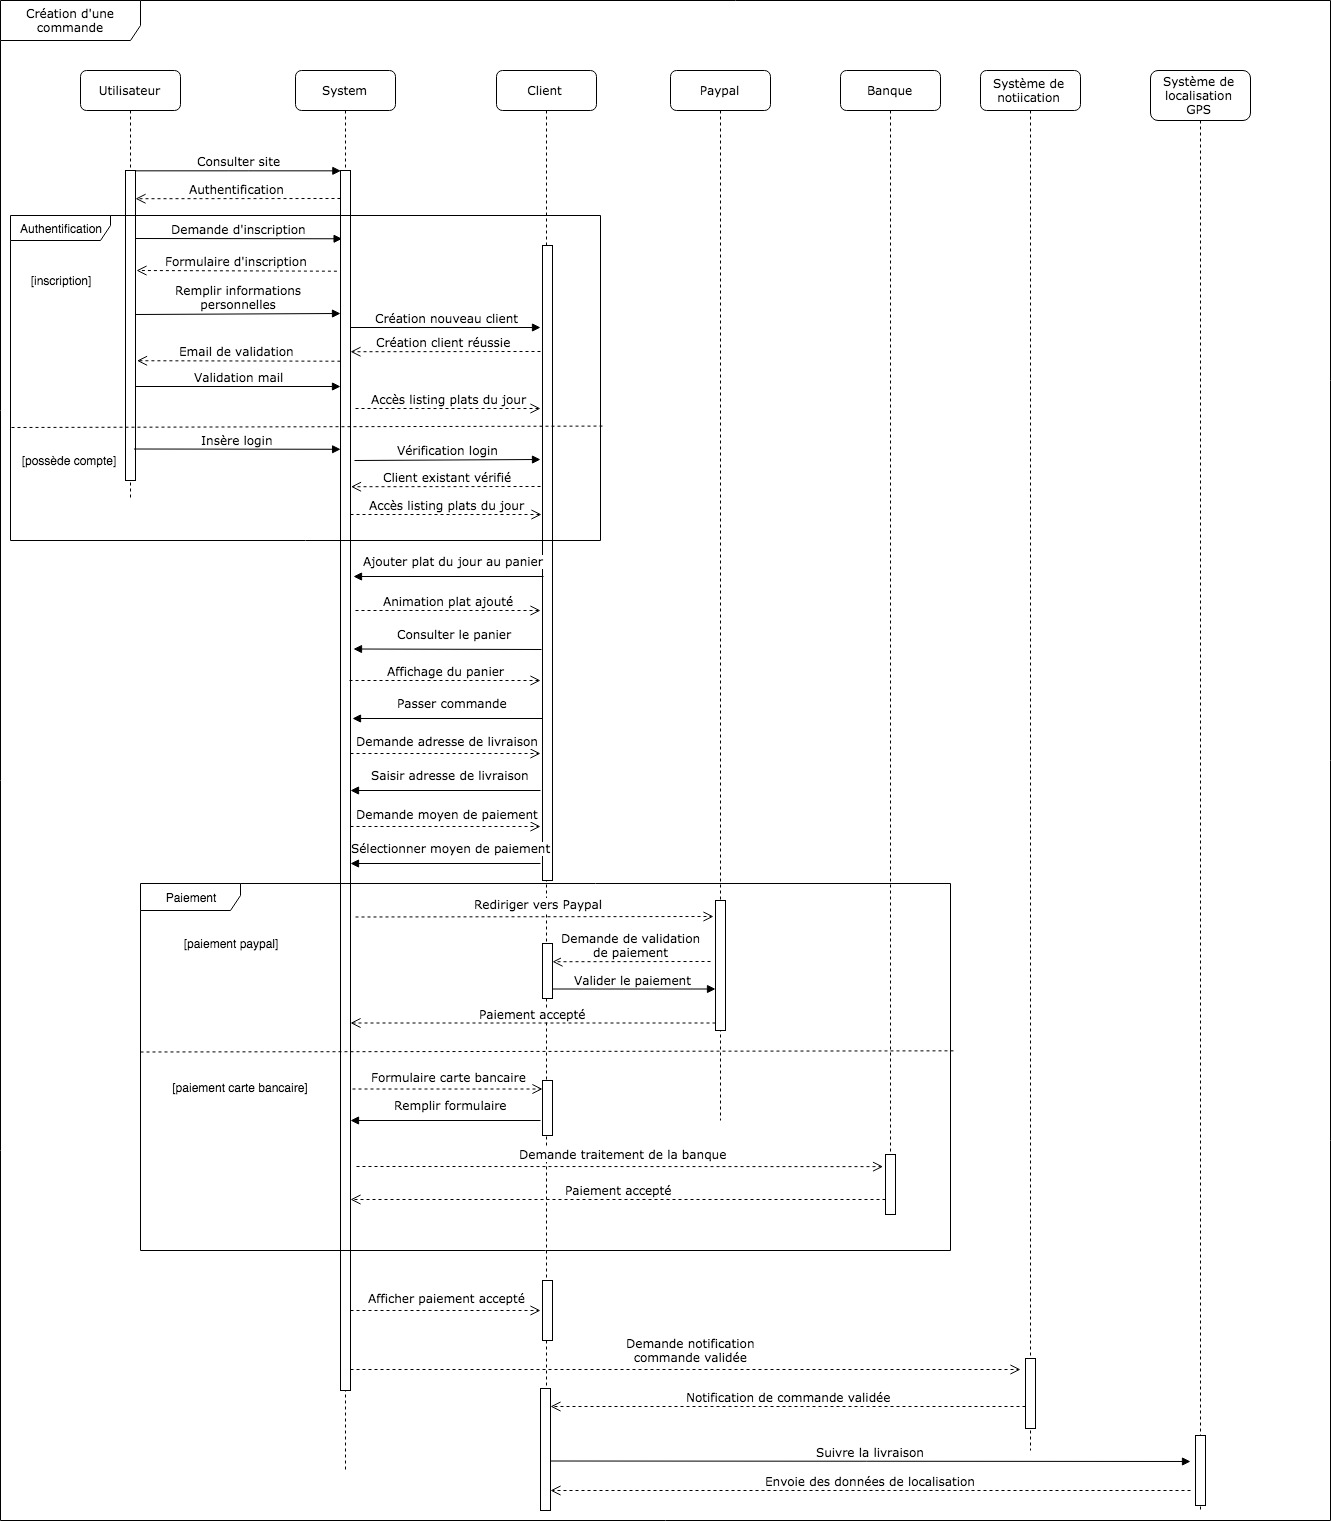 Création d'une
commande
Utilisateur
System
Client
Paypal
Banque
Système de
notiication
Système de
localisation
GPS
Consulter site
Authentification
Authentification
Demande d'inscription
Formulaire d'inscription
[inscription]
Remplir informations
personnelles
Création nouveau client
Création client réussie
Email de validation
Validation mail
Accès listing plats du jour
Insère login
Vérification login
[possède compte]
Client existant vérifié
Accès listing plats du jour
Ajouter plat du jour au panier
Animation plat ajouté
Consulter le panier
Affichage du panier
Passer commande
Demande adresse de livraison
Saisir adresse de livraison
Demande moyen de paiement
Sélectionner moyen de paiement
Paiement
Rediriger vers Paypal
[paiement paypal]
Demande de validation
de paiement
Valider le paiement
Paiement accepté
Formulaire carte bancaire
[paiement carte bancaire]
Remplir formulaire
Demande traitement de la banque
Paiement accepté
Afficher paiement accepté
Demande notification
commande validée
Notification de commande validée
Suivre la livraison
Envoie des données de localisation